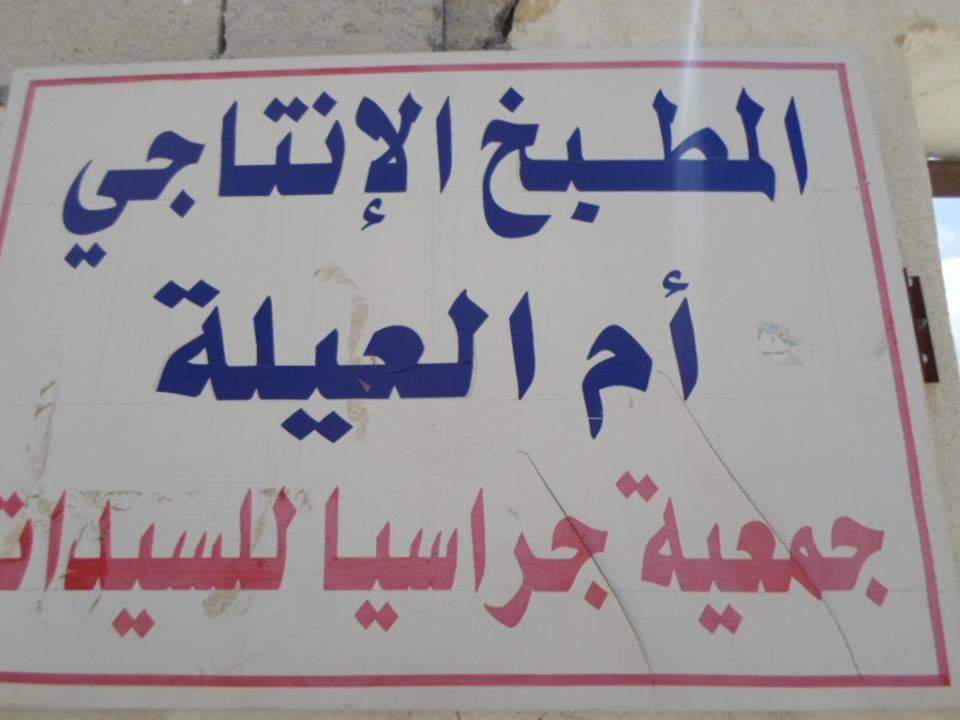 المطبخ الإنتاجي
أم العيلة
جمعية جراسيا للسيدات